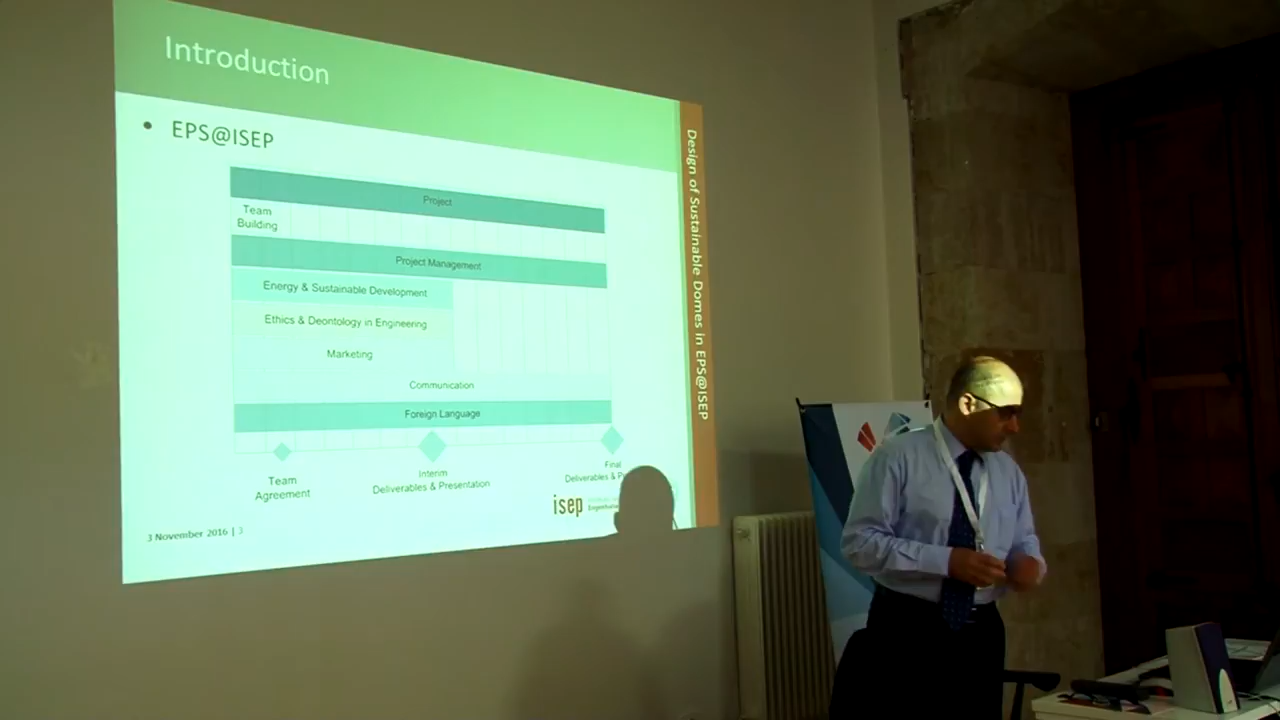 Introduction
• EPS@ISEP
Project
Team
Building
Project Management
Energy & Sustainable Development
Ethics & Deontology in Engineering
Marketing
Communication
Foreign Language
Team
Agreement
Interim
Deliverables & Presentation
Final
Deliverables &
isep
3 November 2016 | 3
Design of Sustainable Domes in EPS@ISEP